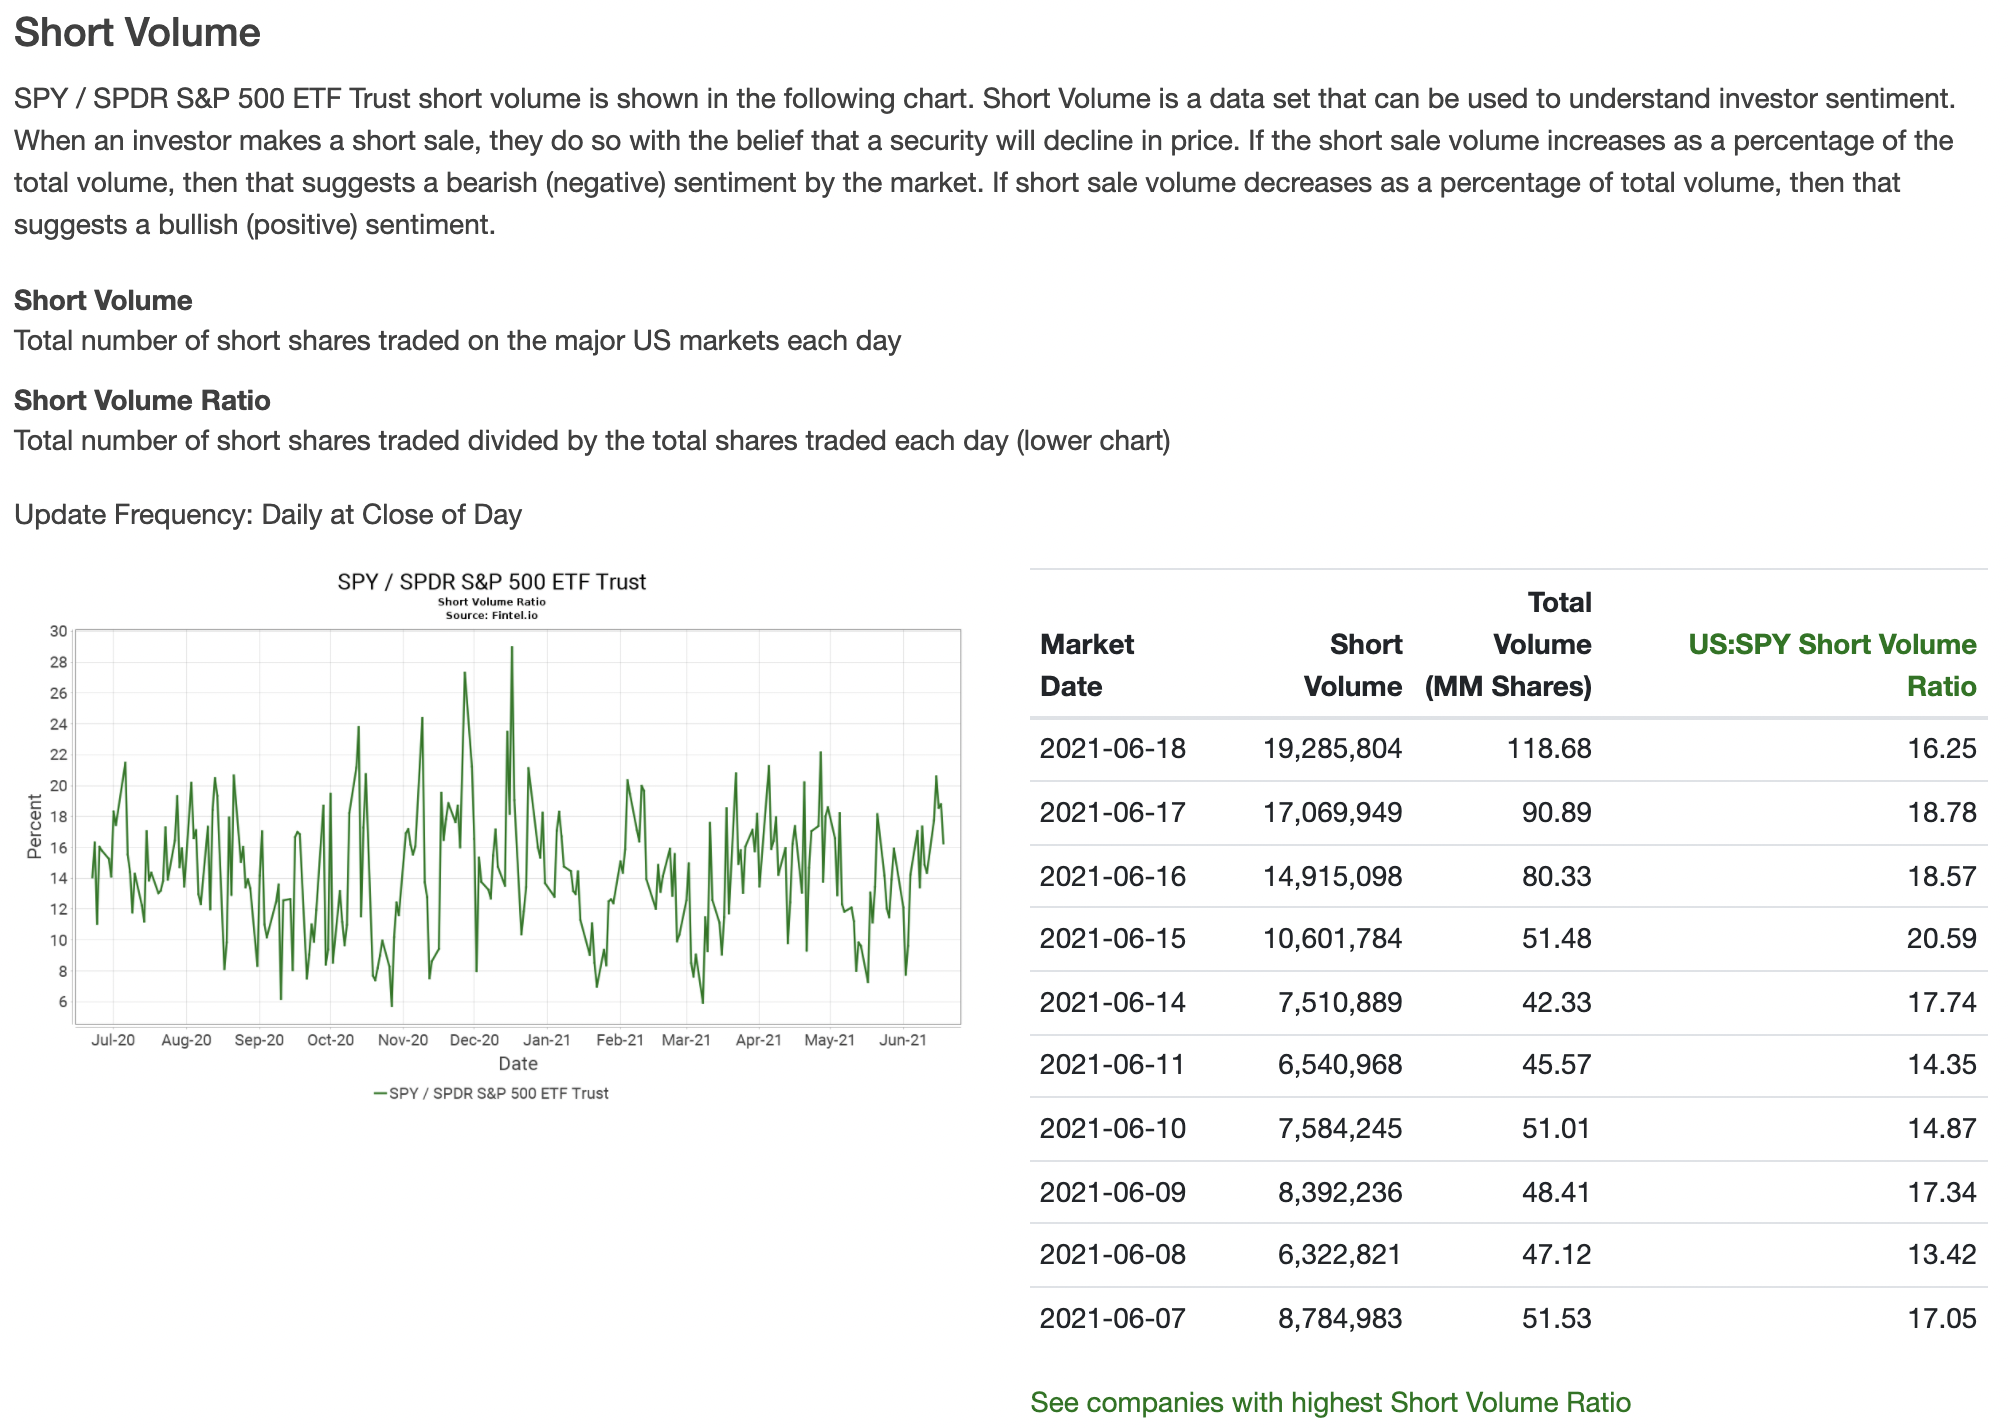 Short Volume
SPY / SPDR S&P 500 ETF Trust short volume is shown in the following chart. Short Volume is a data set that can be used to understand investor sentiment.
When an investor makes a short sale, they do so with the belief that a security will decline in price. If the short sale volume increases as a percentage of the
total volume, then that suggests a bearish (negative) sentiment by the market. If short sale volume decreases as a percentage of total volume, then that
suggests a bullish (positive) sentiment.
Short Volume
Total number of short shares traded on the major US markets each day
Short Volume Ratio
Total number of short shares traded divided by the total shares traded each day (lower chart)
Update Frequency: Daily at Close of Day
SPY / SPDR S&P 500 ETF Trust
Short Volume Ratio
Source: Fintel.io
30
28
26
24
22
20
18
16
14
12
10
8
6
Percent
Jul-20 Aug-20 Sep-20 Oct-20 Nov-20 Dec-20 Jan-21 Feb-21 Mar-21 Apr-21 May-21 Jun-21
Date
SPY / SPDR S&P 500 ETF Trust
Total
Market Short Volume US:SPY Short Volume
Date Volume (MM Shares) Ratio
2021-06-18 19,285,804 118.68 16.25
2021-06-17 17,069,949 90.89 18.78
2021-06-16 14,915,098 80.33 18.57
2021-06-15 10,601,784 51.48 20.59
2021-06-14 7,510,889 42.33 17.74
2021-06-11 6,540,968 45.57 14.35
2021-06-10 7,584,245 51.01 14.87
2021-06-09 8,392,236 48.41 17.34
2021-06-08 6,322,821 47.12 13.42
2021-06-07 8,784,983 51.53 17.05
See companies with highest Short Volume Ratio